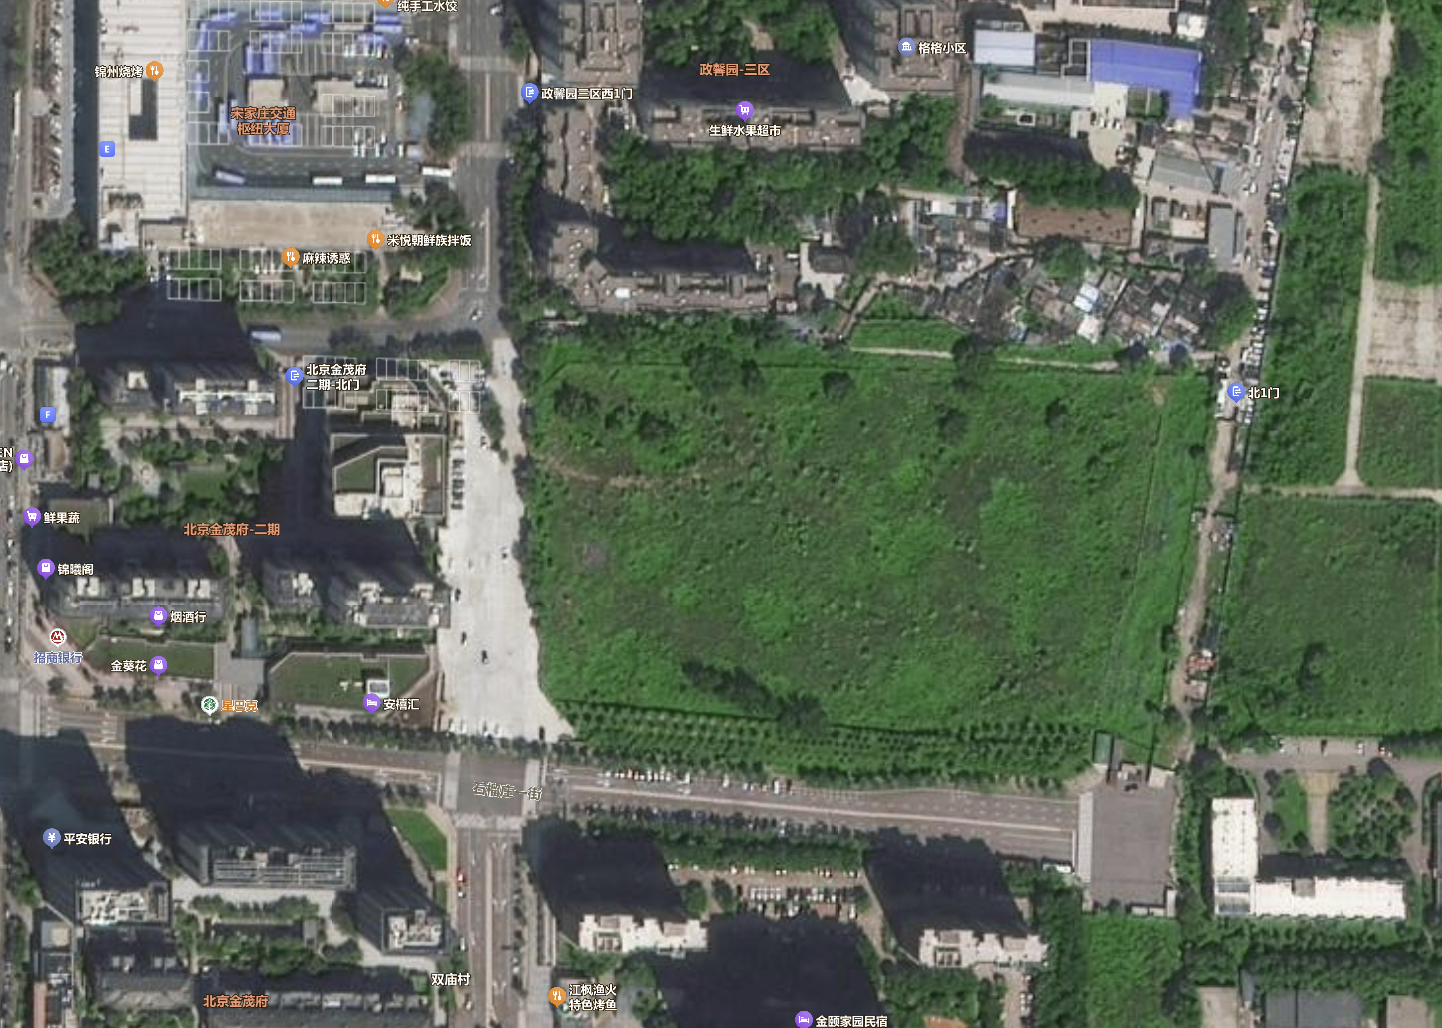 纯手工水饺
格格小区
政馨园-三区
锦州烧烤
政馨园三区西1门
宋家庄交通
枢纽大厦
生鲜水果超市
E
米悦朝鲜族拌饭
麻辣诱惑
北京金茂府
二期-北门
北1门
F
EN
店)
鲜果蔬
北京金茂府-二期
锦曦阁
烟酒行
招商银行
金葵花
星巴克
安禧汇
石榴庄一街
平安银行
双庙村
江枫渔火
特色烤鱼
北京金茂府
金颐家园民宿